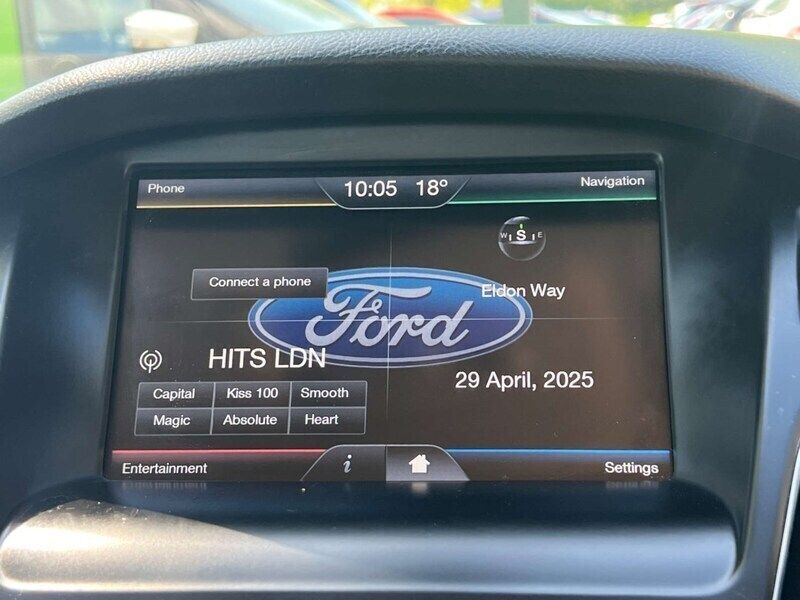 Phone
10:05 18°
Navigation
W S E
Connect a phone
Eldon Way
Ford
HITS LDN
29 April, 2025
Capital Kiss 100 Smooth
Magic Absolute Heart
Entertainment
i
Settings